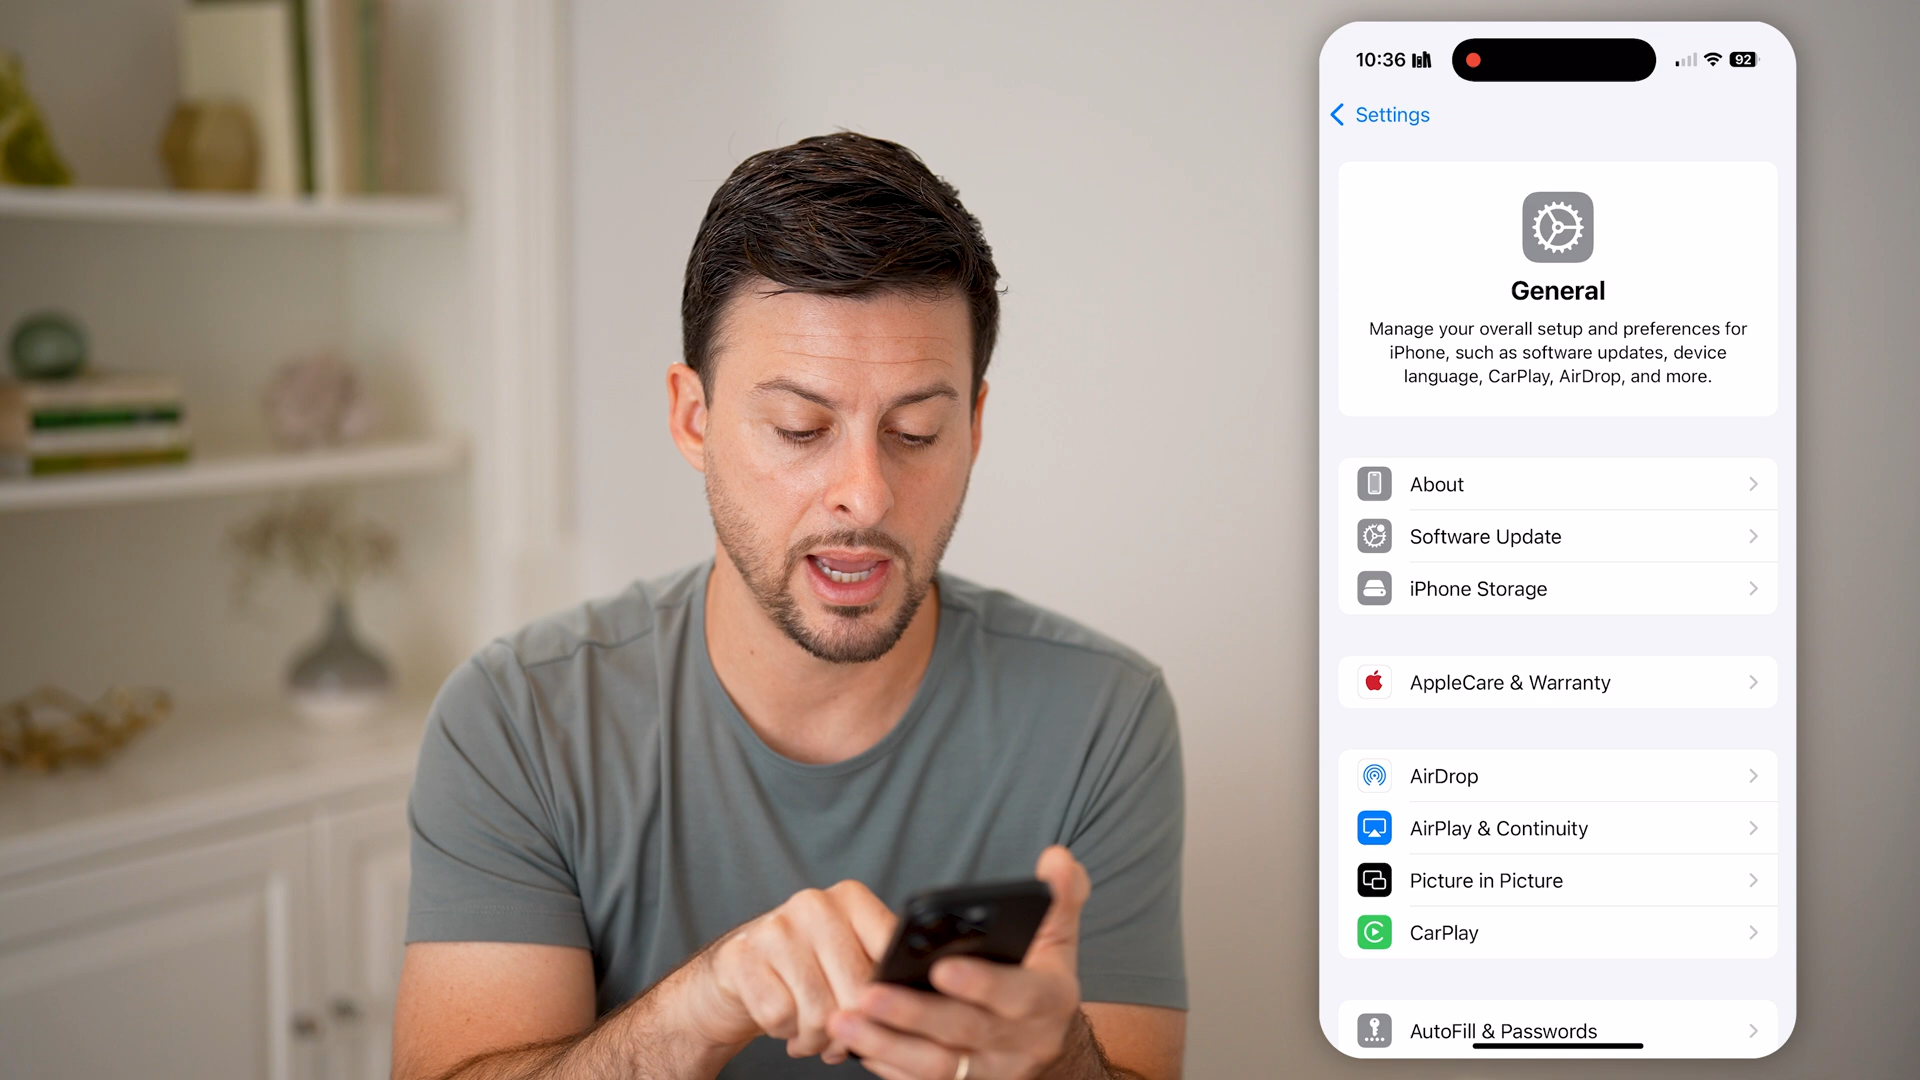 10:36
92
Settings
General
Manage your overall setup and preferences for
iPhone, such as software updates, device
language, CarPlay, AirDrop, and more.
About
Software Update
iPhone Storage
AppleCare & Warranty
AirDrop
AirPlay & Continuity
Picture in Picture
CarPlay
AutoFill & Passwords